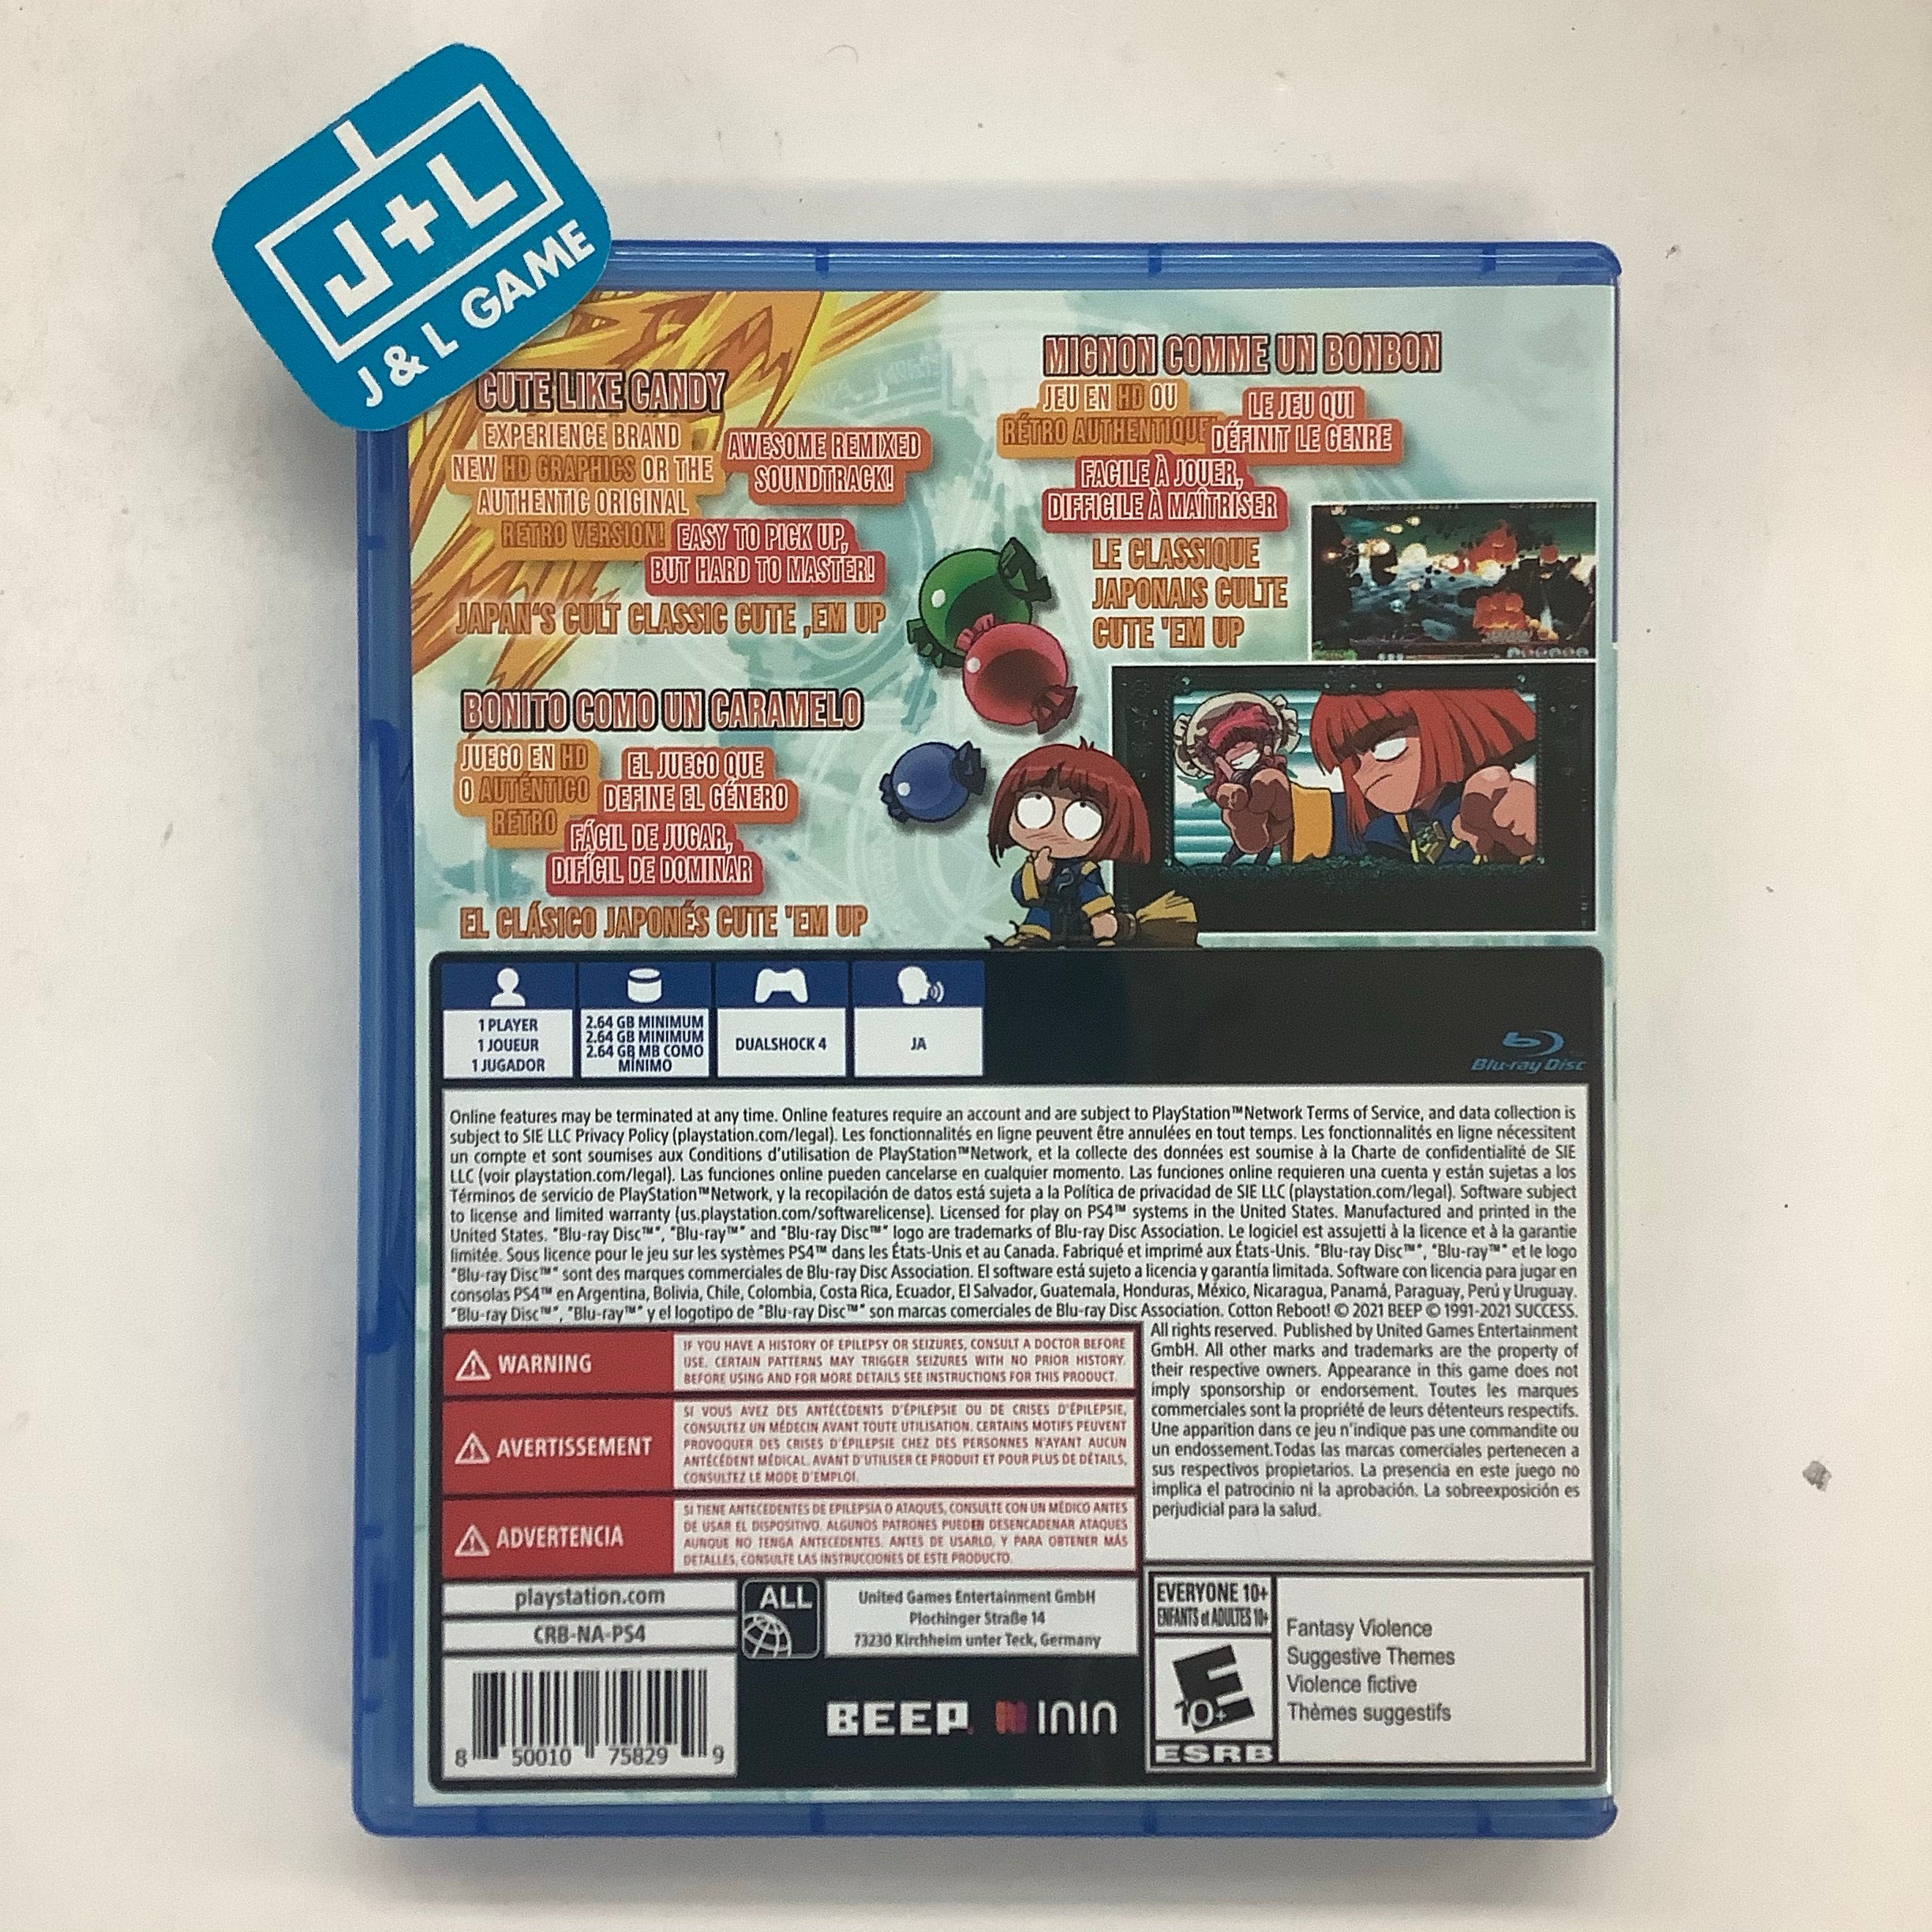 J+L
J & L GAME
CUTE LIKE CANDY
EXPERIENCE BRAND
NEW HD GRAPHICS OR THE
AUTHENTIC ORIGINAL
RETRO VERSION!
AWESOME REMIXED
SOUNDTRACK!
EASY TO PICK UP,
BUT HARD TO MASTER!
JAPAN'S CULT CLASSIC CUTE ,EM UP
MIGNON COMME UN BONBON
JEU EN HD OU
RÉTRO AUTHENTIQUE
LE JEU QUI
DÉFINIT LE GENRE
FACILE À JOUER,
DIFFICILE À MAÎTRISER
LE CLASSIQUE
JAPONAIS CULTE
CUTE 'EM UP
BONITO COMO UN CARAMELO
JUEGO EN HD
O AUTÉNTICO
RETRO
EL JUEGO QUE
DEFINE EL GÉNERO
FÁCIL DE JUGAR,
DIFÍCIL DE DOMINAR
EL CLÁSICO JAPONÉS CUTE 'EM UP
1 PLAYER
1 JOUEUR
1 JUGADOR
2.64 GB MINIMUM
2.64 GB MINIMUM
2.64 GB MB COMO
MÍNIMO
DUALSHOCK 4
JA
Blu-ray Disc
Online features may be terminated at any time. Online features require an account and are subject to PlayStation™Network Terms of Service, and data collection is
subject to SIE LLC Privacy Policy (playstation.com/legal). Les fonctionnalités en ligne peuvent être annulées en tout temps. Les fonctionnalités en ligne nécessitent
un compte et sont soumises aux Conditions d'utilisation de PlayStation™Network, et la collecte des données est soumise à la Charte de confidentialité de SIE
LLC (voir playstation.com/legal). Las funciones online pueden cancelarse en cualquier momento. Las funciones online requieren una cuenta y están sujetas a los
Términos de servicio de PlayStation™Network, y la recopilación de datos está sujeta a la Política de privacidad de SIE LLC (playstation.com/legal). Software subject
to license and limited warranty (us.playstation.com/softwarelicense). Licensed for play on PS4™ systems in the United States. Manufactured and printed in the
United States. "Blu-ray Disc™", "Blu-ray™" and "Blu-ray Disc™" logo are trademarks of Blu-ray Disc Association. Le logiciel est assujetti à la licence et à la garantie
limitée. Sous licence pour le jeu sur les systèmes PS4™ dans les États-Unis et au Canada. Fabriqué et imprimé aux États-Unis. "Blu-ray Disc™", "Blu-ray™" et le logo
"Blu-ray Disc™" sont des marques commerciales de Blu-ray Disc Association. El software está sujeto a licencia y garantía limitada. Software con licencia para jugar en
consolas PS4™ en Argentina, Bolivia, Chile, Colombia, Costa Rica, Ecuador, El Salvador, Guatemala, Honduras, México, Nicaragua, Panamá, Paraguay, Perú y Uruguay.
"Blu-ray Disc™", "Blu-ray™" y el logotipo de "Blu-ray Disc™" son marcas comerciales de Blu-ray Disc Association. Cotton Reboot! © 2021 BEEP © 1991-2021 SUCCESS.
All rights reserved. Published by United Games Entertainment
GmbH. All other marks and trademarks are the property of
their respective owners. Appearance in this game does not
imply sponsorship or endorsement. Toutes les marques
commerciales sont la propriété de leurs détenteurs respectifs.
Une apparition dans ce jeu n'indique pas une commandite ou
un endossement.Todas las marcas comerciales pertenecen a
sus respectivos propietarios. La presencia en este juego no
implica el patrocinio ni la aprobación. La sobreexposición es
perjudicial para la salud.
WARNING
IF YOU HAVE A HISTORY OF EPILEPSY OR SEIZURES, CONSULT A DOCTOR BEFORE
USE. CERTAIN PATTERNS MAY TRIGGER SEIZURES WITH NO PRIOR HISTORY.
BEFORE USING AND FOR MORE DETAILS SEE INSTRUCTIONS FOR THIS PRODUCT.
AVERTISSEMENT
SI VOUS AVEZ DES ANTÉCÉDENTS D'ÉPILEPSIE OU DE CRISES D'ÉPILEPSIE,
CONSULTEZ UN MÉDECIN AVANT TOUTE UTILISATION. CERTAINS MOTIFS PEUVENT
PROVOQUER DES CRISES D'ÉPILEPSIE CHEZ DES PERSONNES N'AYANT AUCUN
ANTÉCÉDENT MÉDICAL. AVANT D'UTILISER CE PRODUIT ET POUR PLUS DE DÉTAILS,
CONSULTEZ LE MODE D'EMPLOI.
ADVERTENCIA
SI TIENE ANTECEDENTES DE EPILEPSIA O ATAQUES, CONSULTE CON UN MÉDICO ANTES
DE USAR EL DISPOSITIVO. ALGUNOS PATRONES PUEDEN DESENCADENAR ATAQUES
AUNQUE NO TENGA ANTECEDENTES. ANTES DE USARLO, Y PARA OBTENER MÁS
DETALLES, CONSULTE LAS INSTRUCCIONES DE ESTE PRODUCTO.
playstation.com
CRB-NA-PS4
ALL
United Games Entertainment GmbH
Plochinger Straße 14
73230 Kirchheim unter Teck, Germany
8 50010 75829 9
BEEP
ININ
EVERYONE 10+
ENFANTS et ADULTES 10+
E
10+
ESRB
Fantasy Violence
Suggestive Themes
Violence fictive
Thèmes suggestifs